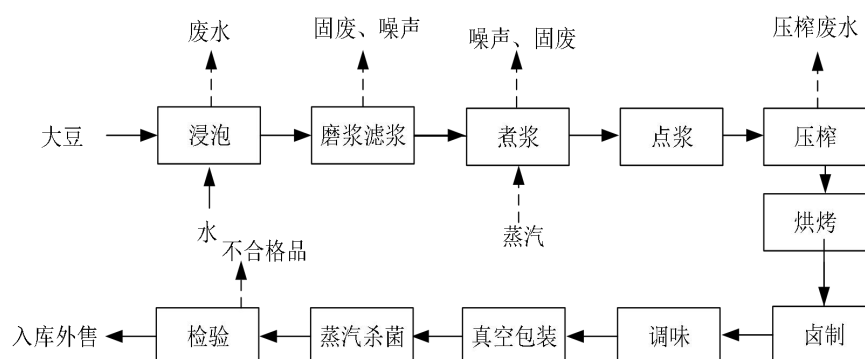 废水
固废、噪声
噪声、固废
压榨废水
大豆
浸泡
磨浆滤浆
煮浆
点浆
压榨
水
蒸汽
烘烤
不合格品
入库外售
检验
蒸汽杀菌
真空包装
调味
卤制